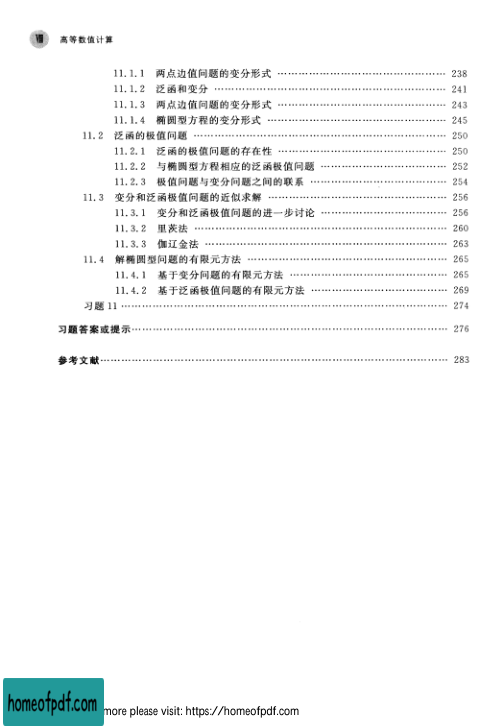 Ⅷ 高等数值计算
11.1.1 两点边值问题的变分形式 …… 238
11.1.2 泛函和变分 …… 241
11.1.3 两点边值问题的变分形式 …… 243
11.1.4 椭圆型方程的变分形式 …… 245
11.2 泛函的极值问题 …… 250
11.2.1 泛函的极值问题的存在性 …… 250
11.2.2 与椭圆型方程相应的泛函极值问题 …… 252
11.2.3 极值问题与变分问题之间的联系 …… 254
11.3 变分和泛函极值问题的近似求解 …… 256
11.3.1 变分和泛函极值问题的进一步讨论 …… 256
11.3.2 里茨法 …… 260
11.3.3 伽辽金法 …… 263
11.4 解椭圆型问题的有限元方法 …… 265
11.4.1 基于变分问题的有限元方法 …… 265
11.4.2 基于泛函极值问题的有限元方法 …… 269
习题 11 …… 274
习题答案或提示 …… 276
参考文献 …… 283
homeofpdf.com
more please visit: https://homeofpdf.com